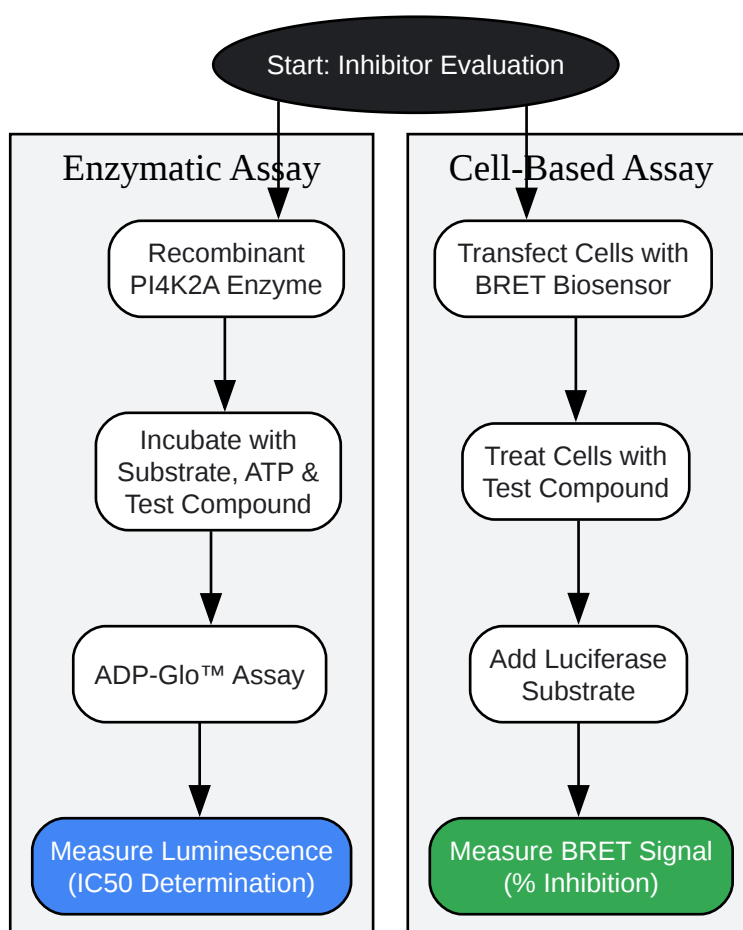 Start: Inhibitor Evaluation
Enzymatic Assay
Recombinant
PI4K2A Enzyme
Incubate with
Substrate, ATP &
Test Compound
ADP-Glo™ Assay
Measure Luminescence
(IC50 Determination)
Cell-Based Assay
Transfect Cells with
BRET Biosensor
Treat Cells with
Test Compound
Add Luciferase
Substrate
Measure BRET Signal
(% Inhibition)